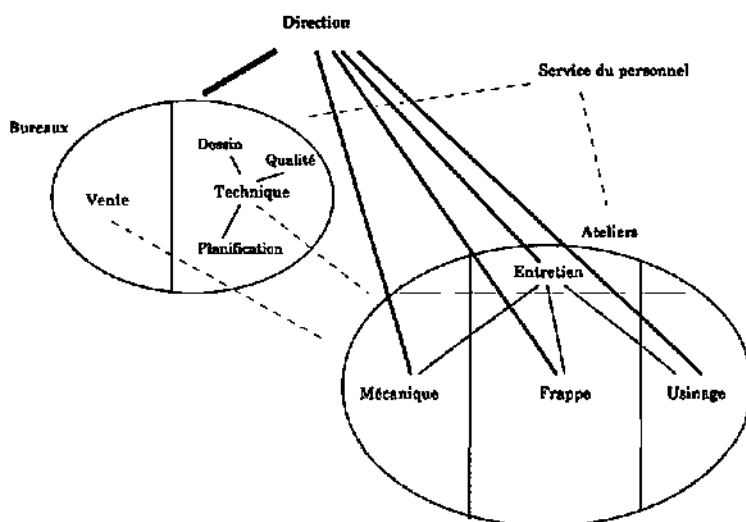 Direction
Service du personnel
Bureaux
Dessin
Qualité
Technique
Vente
Planification
Ateliers
Entretien
Mécanique
Frappe
Usinage